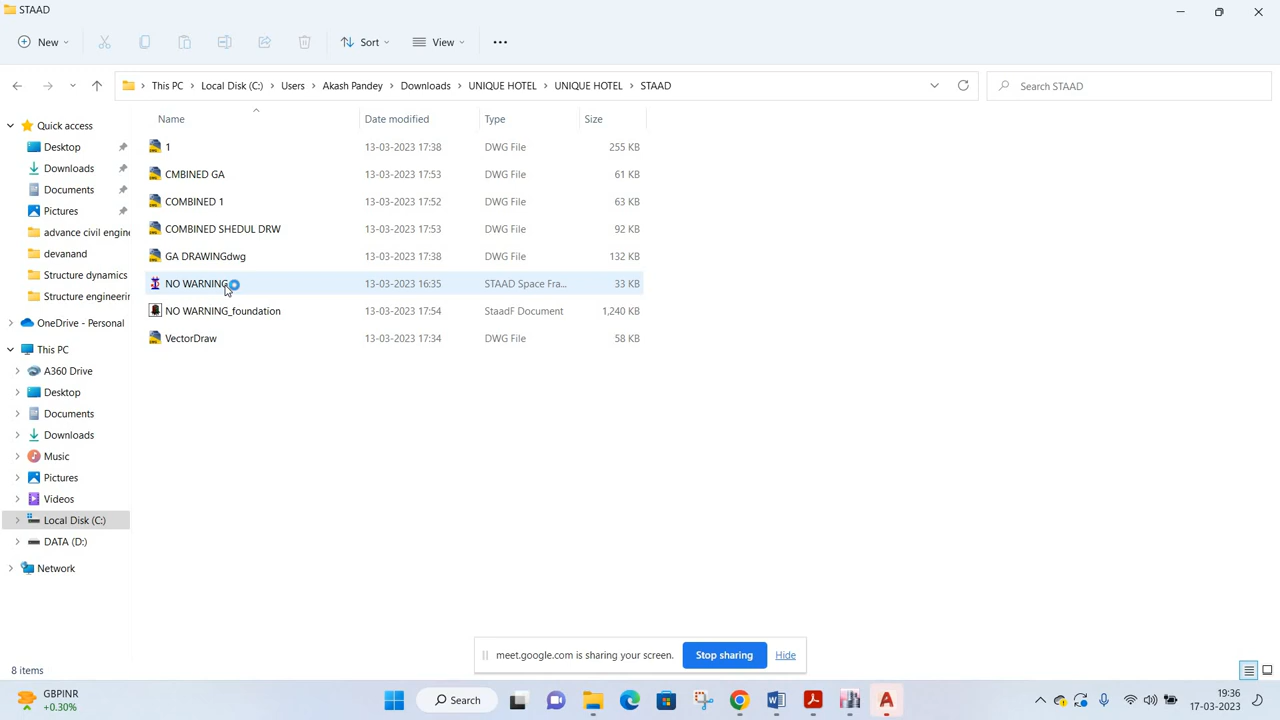 STAAD
New
Sort
View
This PC
Local Disk (C:)
Users
Akash Pandey
Downloads
UNIQUE HOTEL
UNIQUE HOTEL
STAAD
Search STAAD
Quick access
Desktop
Downloads
Documents
Pictures
advance civil engine
devanand
Structure dynamics
Structure engineerin
OneDrive - Personal
This PC
A360 Drive
Desktop
Documents
Downloads
Music
Pictures
Videos
Local Disk (C:)
DATA (D:)
Network
Name Date modified Type Size
1 13-03-2023 17:38 DWG File 255 KB
CMBINED GA 13-03-2023 17:53 DWG File 61 KB
COMBINED 1 13-03-2023 17:52 DWG File 63 KB
COMBINED SHEDUL DRW 13-03-2023 17:53 DWG File 92 KB
GA DRAWINGdwg 13-03-2023 17:38 DWG File 132 KB
NO WARNING 13-03-2023 16:35 STAAD Space Fra... 33 KB
NO WARNING_foundation 13-03-2023 17:54 StaadF Document 1,240 KB
VectorDraw 13-03-2023 17:34 DWG File 58 KB
meet.google.com is sharing your screen. Stop sharing Hide
8 items
GBPINR
+0.30%
Search
19:36
17-03-2023